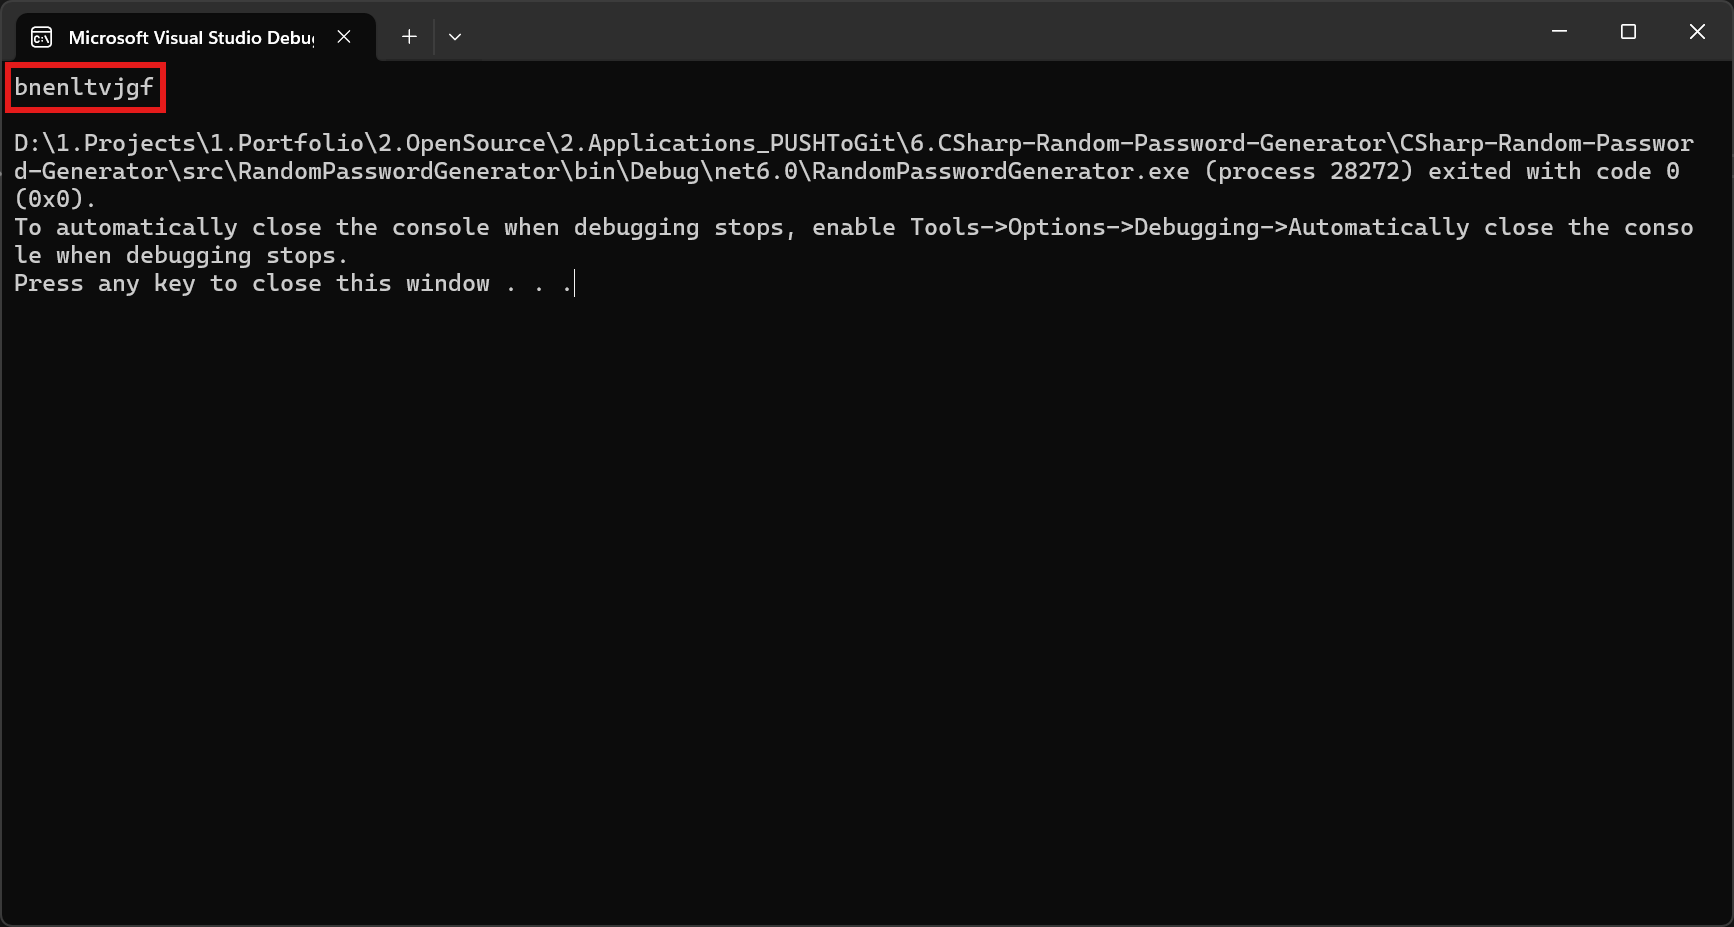 Microsoft Visual Studio Debu
bnenltvjgf
D:\1.Projects\1.Portfolio\2.OpenSource\2.Applications_PUSHToGit\6.CSharp-Random-Password-Generator\CSharp-Random-Passwor
d-Generator\src\RandomPasswordGenerator\bin\Debug\net6.0\RandomPasswordGenerator.exe (process 28272) exited with code 0
(0x0).
To automatically close the console when debugging stops, enable Tools->Options->Debugging->Automatically close the conso
le when debugging stops.
Press any key to close this window . . .